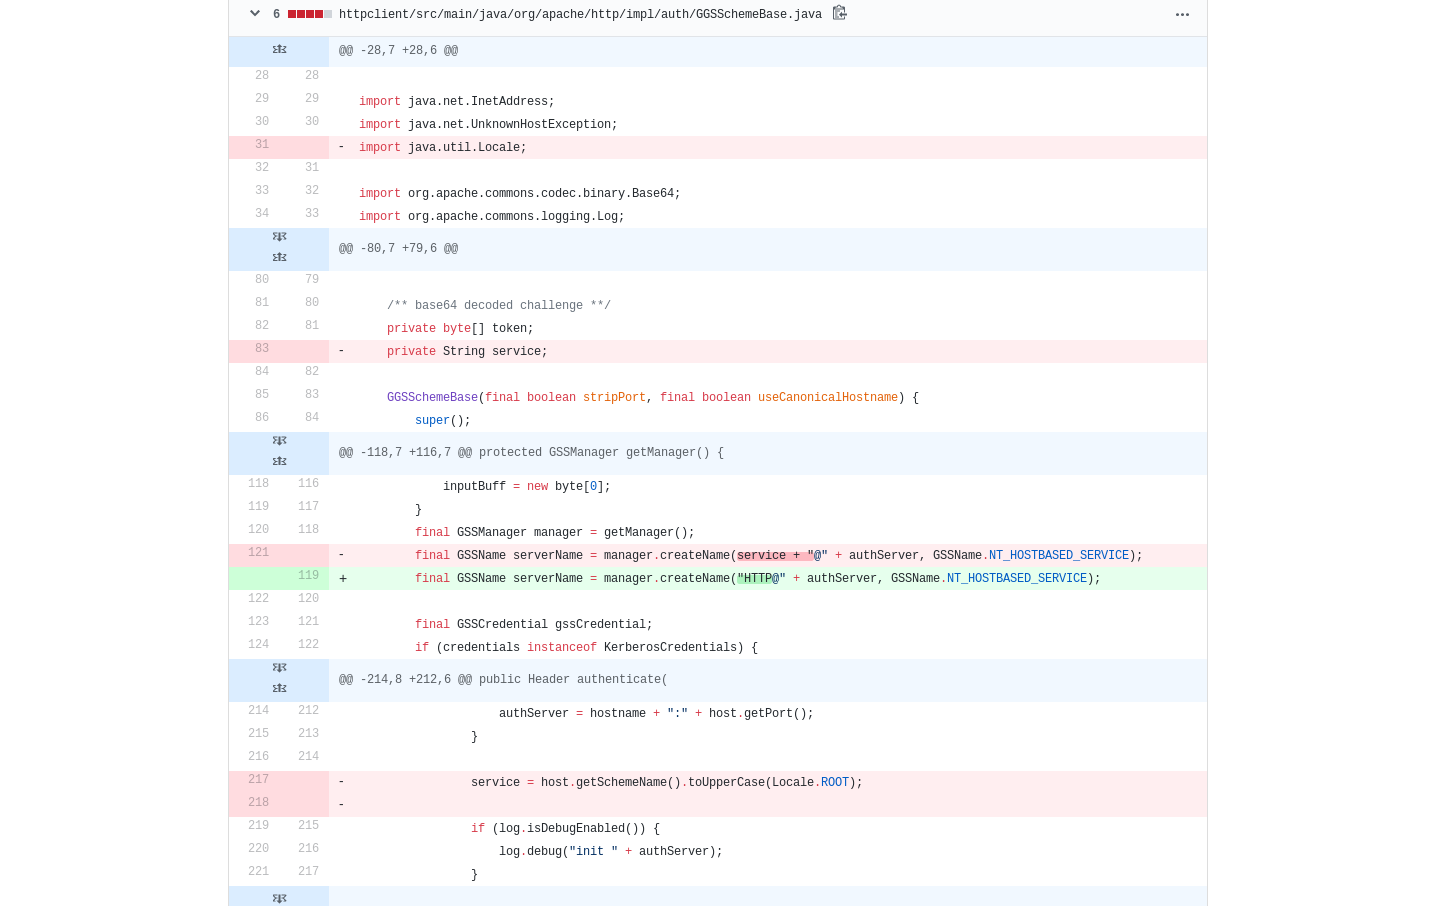 6 httpclient/src/main/java/org/apache/http/impl/auth/GGSSchemeBase.java
@@ -28,7 +28,6 @@
28 28
29 29 import java.net.InetAddress;
30 30 import java.net.UnknownHostException;
31 - import java.util.Locale;
32 31
33 32 import org.apache.commons.codec.binary.Base64;
34 33 import org.apache.commons.logging.Log;
@@ -80,7 +79,6 @@
80 79
81 80 /** base64 decoded challenge **/
82 81 private byte[] token;
83 - private String service;
84 82
85 83 GGSSchemeBase(final boolean stripPort, final boolean useCanonicalHostname) {
86 84 super();
@@ -118,7 +116,7 @@ protected GSSManager getManager() {
118 116 inputBuff = new byte[0];
119 117 }
120 118 final GSSManager manager = getManager();
121 - final GSSName serverName = manager.createName(service + "@" + authServer, GSSName.NT_HOSTBASED_SERVICE);
119 + final GSSName serverName = manager.createName("HTTP@" + authServer, GSSName.NT_HOSTBASED_SERVICE);
122 120
123 121 final GSSCredential gssCredential;
124 122 if (credentials instanceof KerberosCredentials) {
@@ -214,8 +212,6 @@ public Header authenticate(
214 212 authServer = hostname + ":" + host.getPort();
215 213 }
216 214
217 - service = host.getSchemeName().toUpperCase(Locale.ROOT);
218 -
219 215 if (log.isDebugEnabled()) {
220 216 log.debug("init " + authServer);
221 217 }